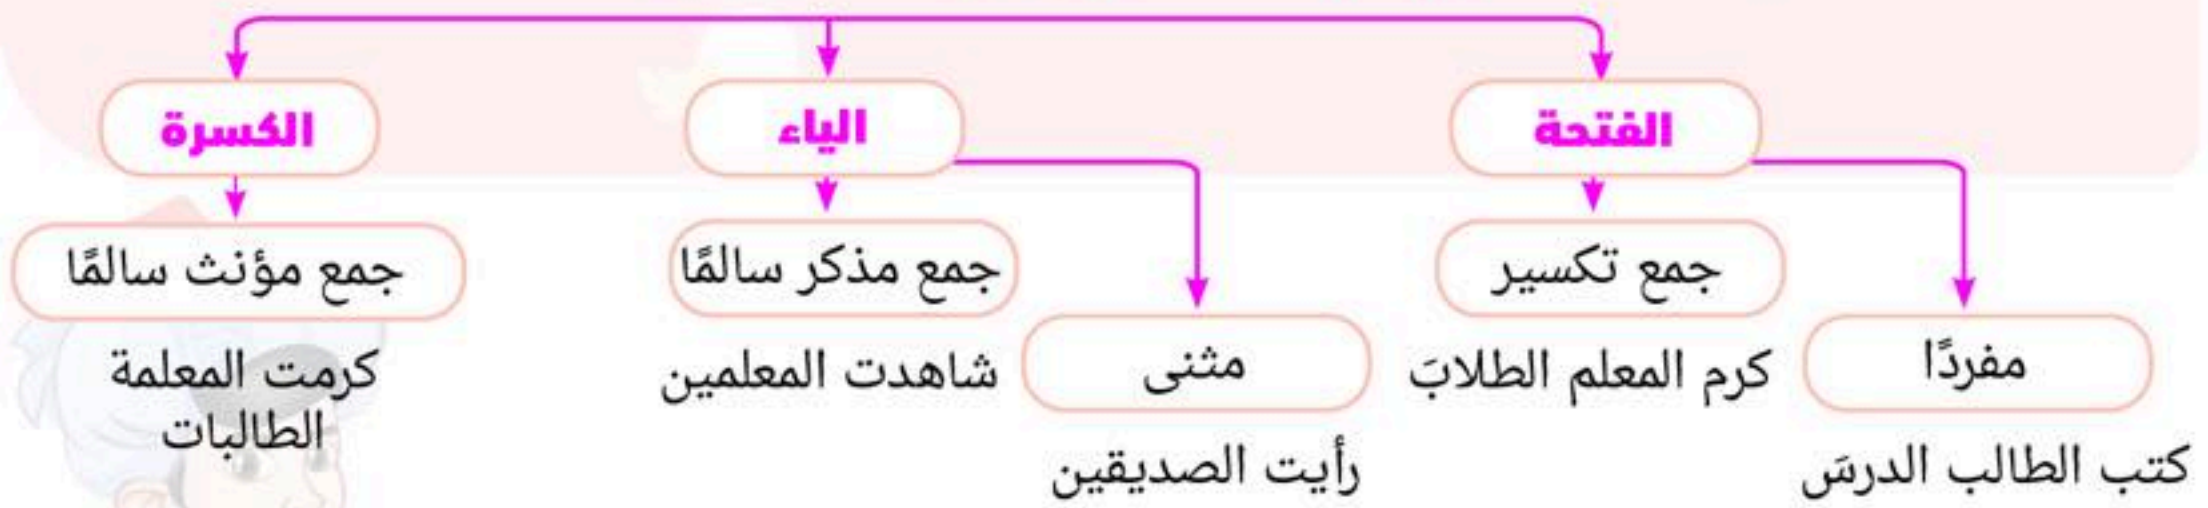 الفتحة
الياء
الكسرة
جمع تكسير
جمع مذكر سالمًا
جمع مؤنث سالمًا
مفردًا
مثنى
كرم المعلم الطلابَ
شاهدت المعلمين
كرمت المعلمة
الطالبات
كتب الطالب الدرسَ
رأيت الصديقين